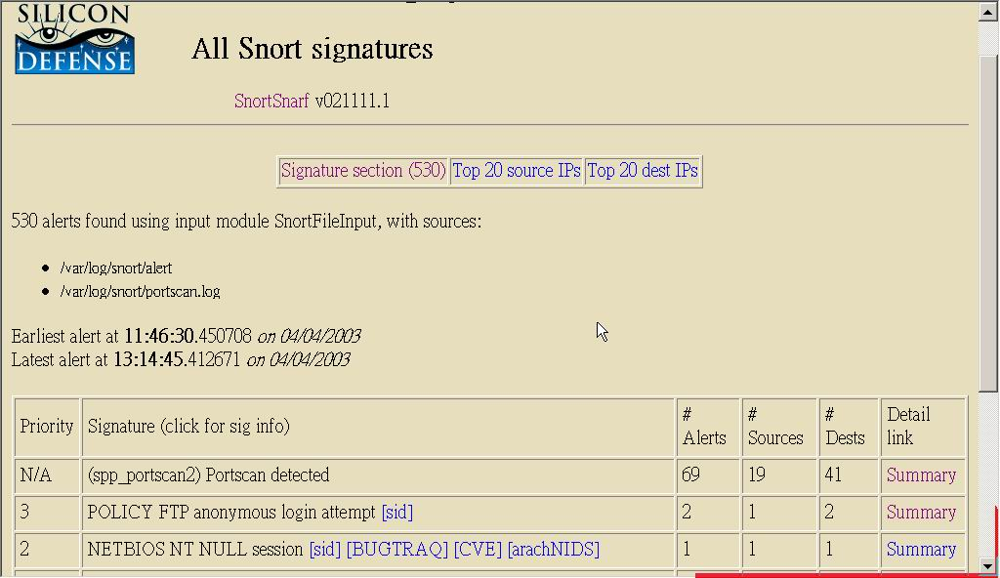 SILICON
DEFENSE
All Snort signatures
SnortSnarf v021111.1
Signature section (530) Top 20 source IPs Top 20 dest IPs
530 alerts found using input module SnortFileInput, with sources:
/var/log/snort/alert
/var/log/snort/portscan.log
Earliest alert at 11:46:30.450708 on 04/04/2003
Latest alert at 13:14:45.412671 on 04/04/2003
Priority Signature (click for sig info) # Alerts # Sources # Dests Detail link
N/A (spp_portscan2) Portscan detected 69 19 41 Summary
3 POLICY FTP anonymous login attempt [sid] 2 1 2 Summary
2 NETBIOS NT NULL session [sid] [BUGTRAQ] [CVE] [arachNIDS] 1 1 1 Summary